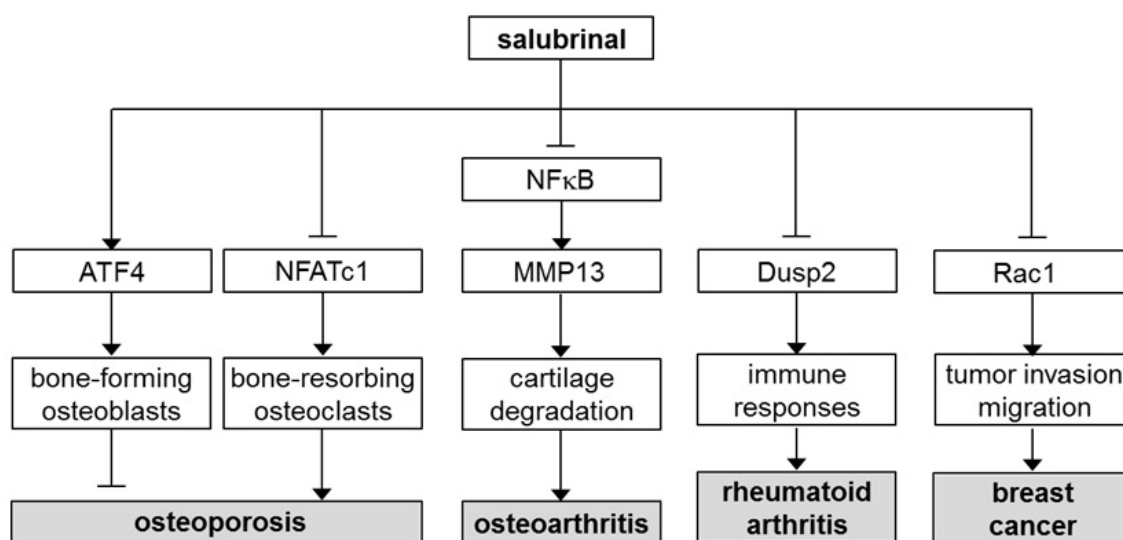 salubrinal
NFκB
ATF4
NFATc1
MMP13
Dusp2
Rac1
bone-forming
osteoblasts
bone-resorbing
osteoclasts
cartilage
degradation
immune
responses
tumor invasion
migration
osteoporosis
osteoarthritis
rheumatoid
arthritis
breast
cancer